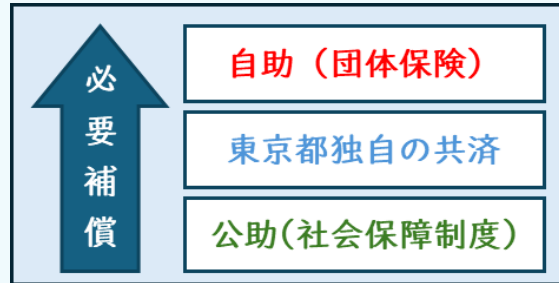 必要補償
自助（団体保険）
東京都独自の共済
公助(社会保障制度)